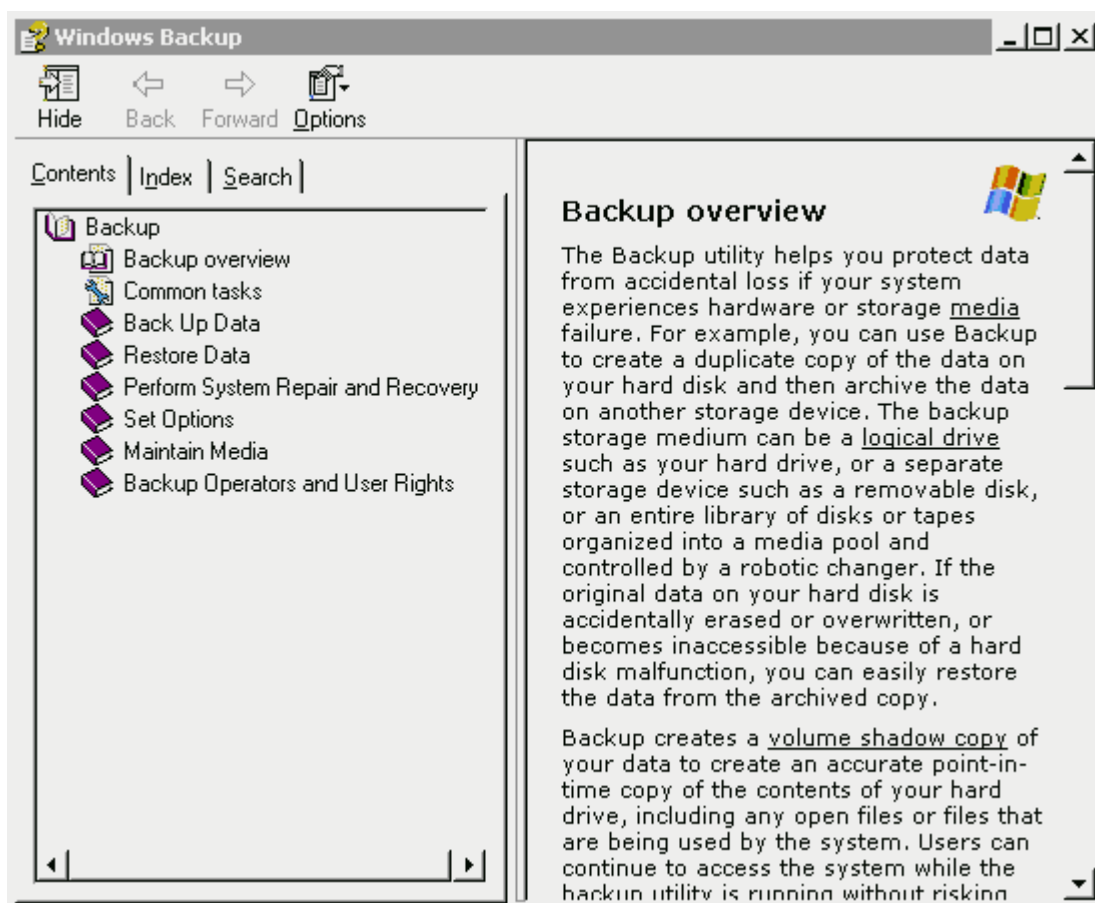 Windows Backup
Hide Back Forward Options
Contents Index Search
Backup
Backup overview
Common tasks
Back Up Data
Restore Data
Perform System Repair and Recovery
Set Options
Maintain Media
Backup Operators and User Rights
Backup overview
The Backup utility helps you protect data
from accidental loss if your system
experiences hardware or storage media
failure. For example, you can use Backup
to create a duplicate copy of the data on
your hard disk and then archive the data
on another storage device. The backup
storage medium can be a logical drive
such as your hard drive, or a separate
storage device such as a removable disk,
or an entire library of disks or tapes
organized into a media pool and
controlled by a robotic changer. If the
original data on your hard disk is
accidentally erased or overwritten, or
becomes inaccessible because of a hard
disk malfunction, you can easily restore
the data from the archived copy.
Backup creates a volume shadow copy of
your data to create an accurate point-in-
time copy of the contents of your hard
drive, including any open files or files that
are being used by the system. Users can
continue to access the system while the
backup utility is running without risking